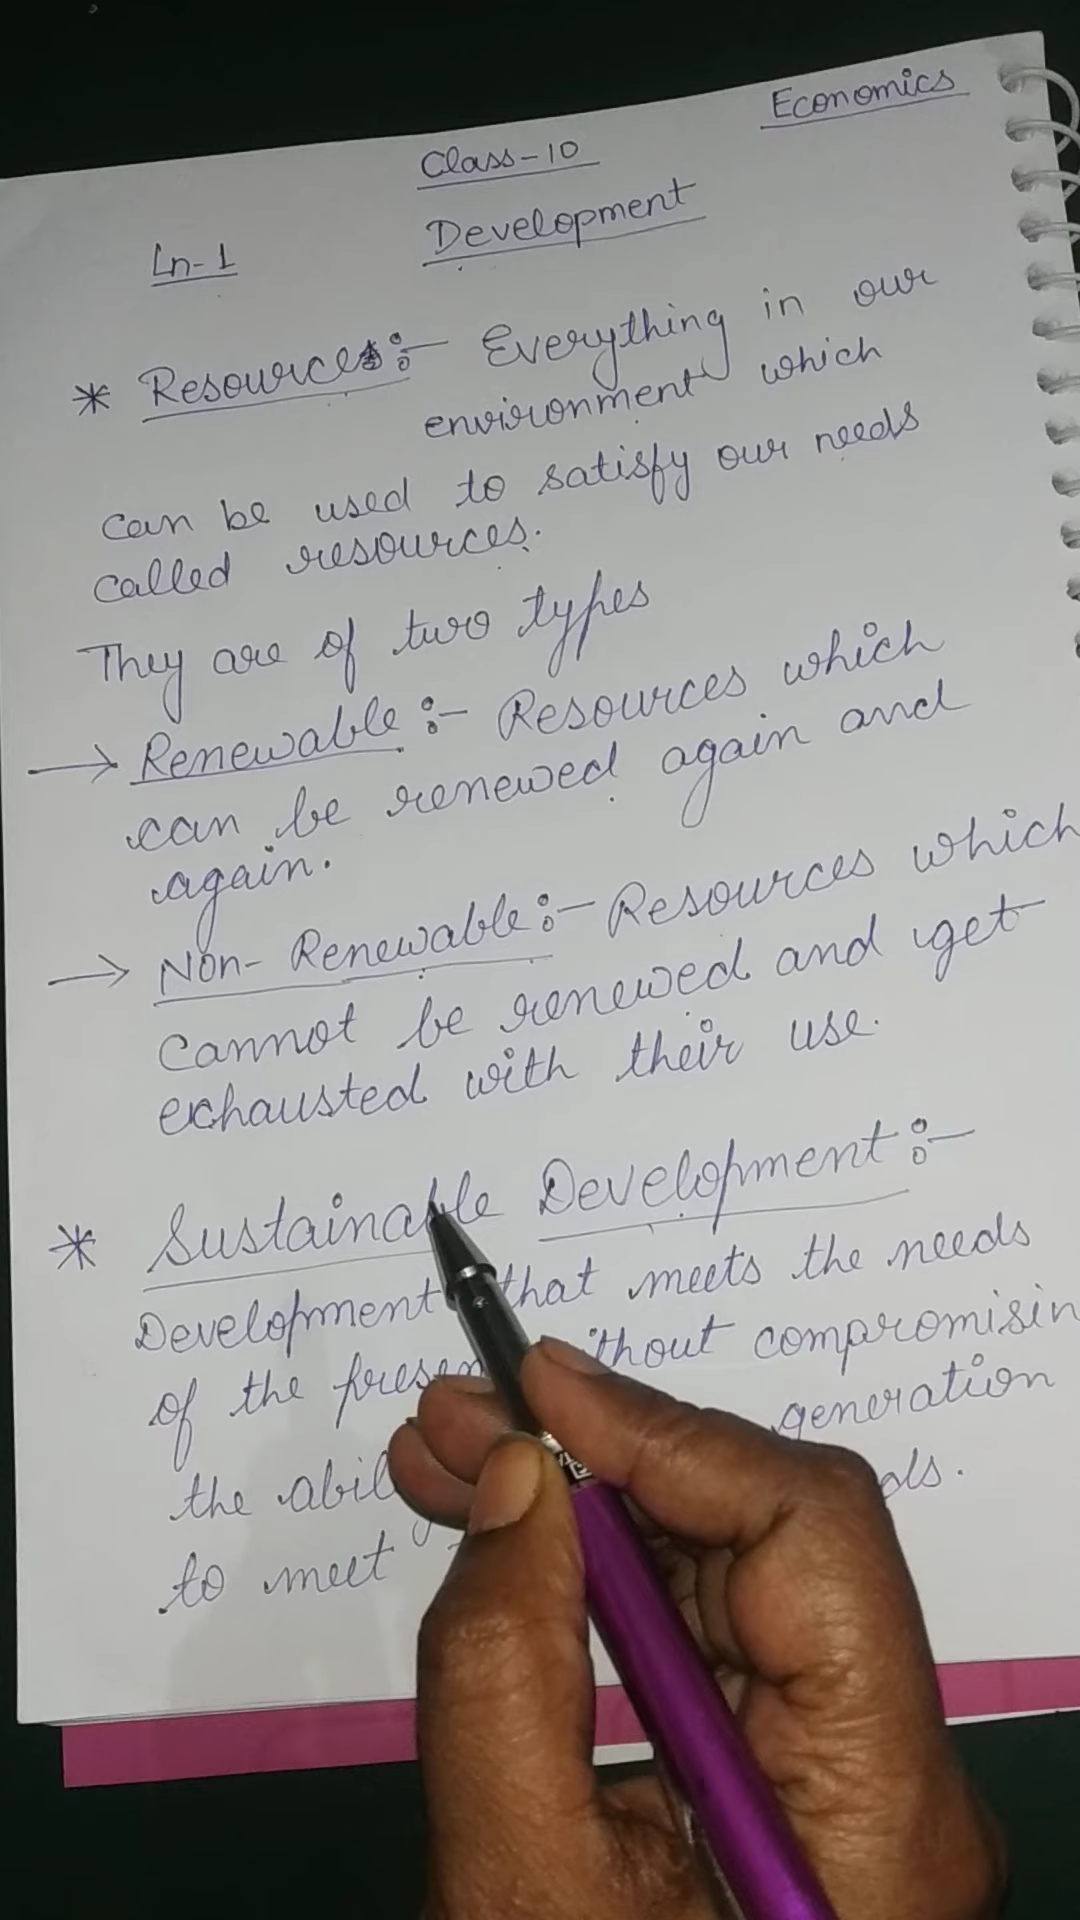 Economics
Class-10
Ln-1 Development
* Resources:- Everything in our
environment which
can be used to satisfy our needs
called resources.
They are of two types
→ Renewable:- Resources which
can be renewed again and
again.
→ Non-Renewable:- Resources which
cannot be renewed and get
exhausted with their use.
* Sustainable Development:-
Development that meets the needs
of the without compromisin
the generation
to meet